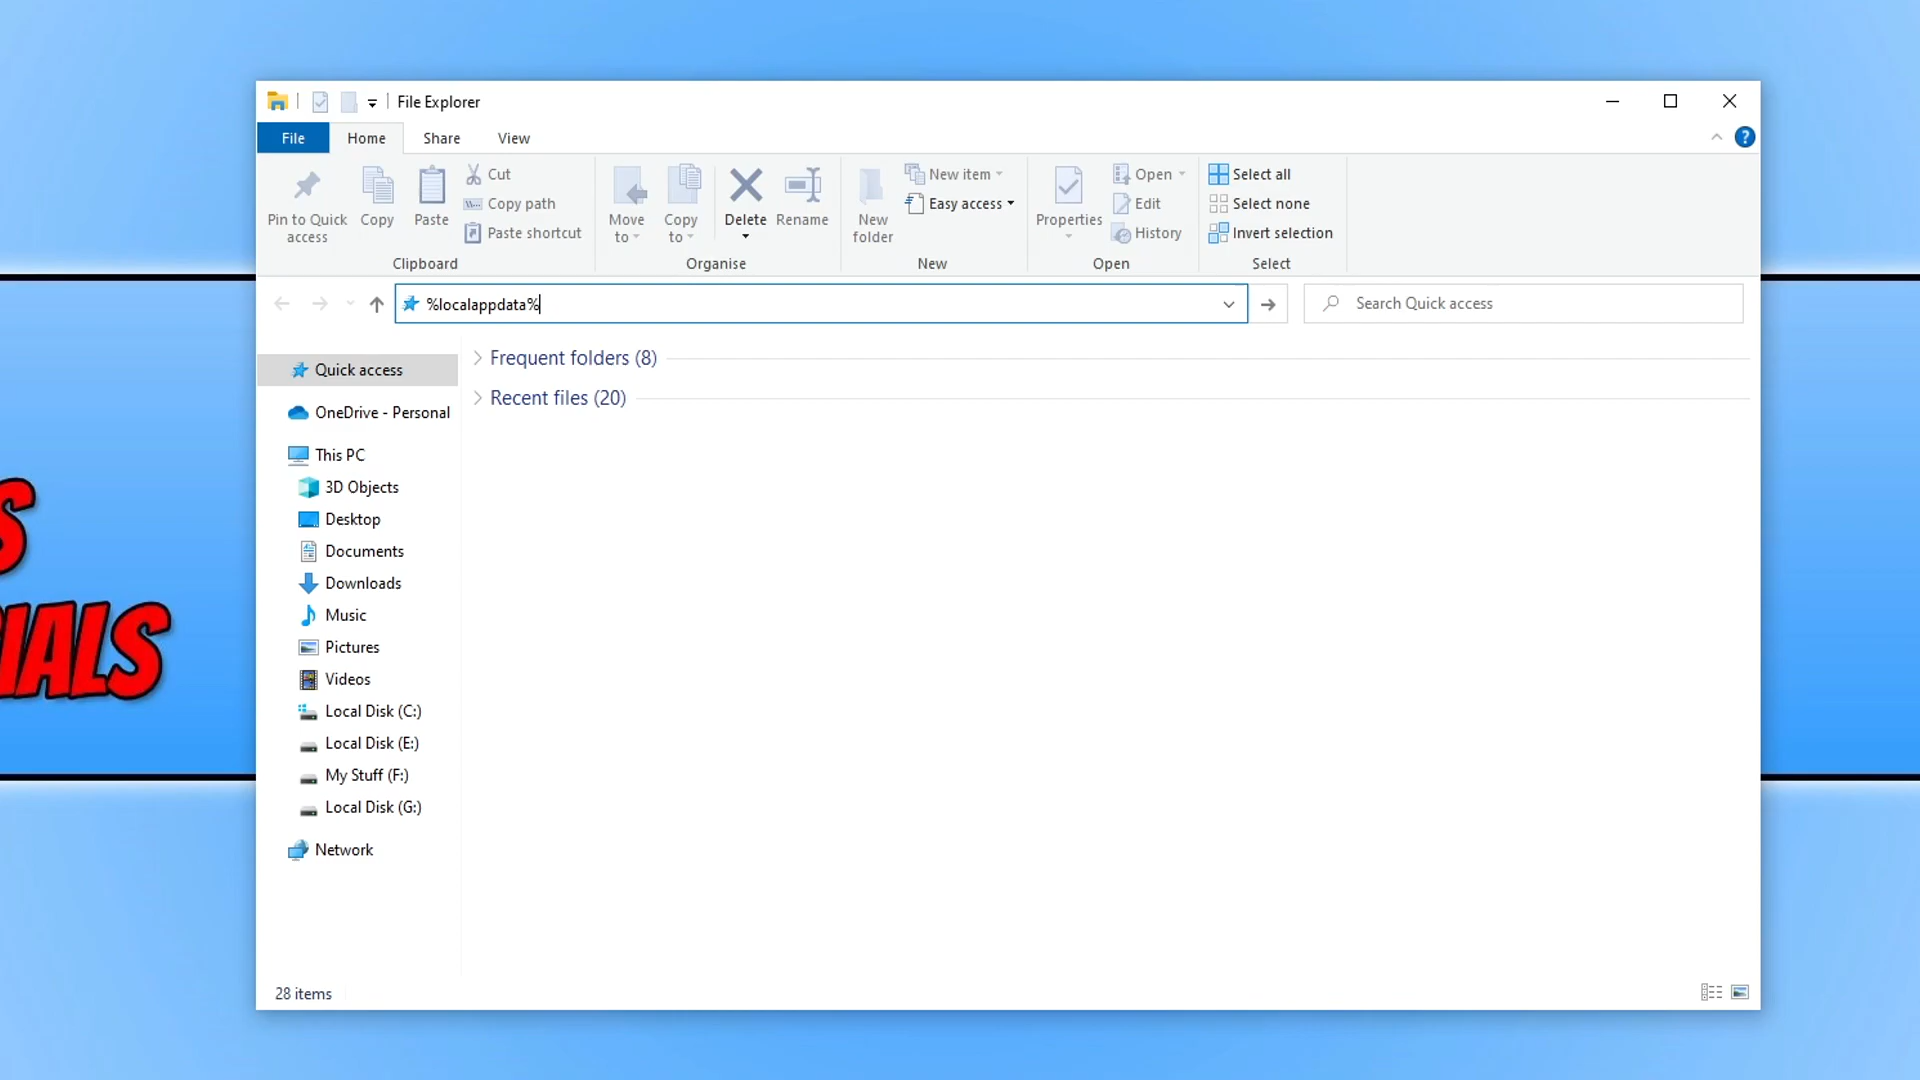 File Explorer
File
Home
Share
View
Pin to Quick
access
Copy
Paste
Cut
Copy path
Paste shortcut
Clipboard
Move
to
Copy
to
Delete
Rename
Organise
New
folder
New item
Easy access
New
Properties
Open
Edit
History
Open
Select all
Select none
Invert selection
Select
%localappdata%
Search Quick access
Quick access
OneDrive - Personal
This PC
3D Objects
Desktop
Documents
Downloads
Music
Pictures
Videos
Local Disk (C:)
Local Disk (E:)
My Stuff (F:)
Local Disk (G:)
Network
Frequent folders (8)
Recent files (20)
28 items
S
IALS